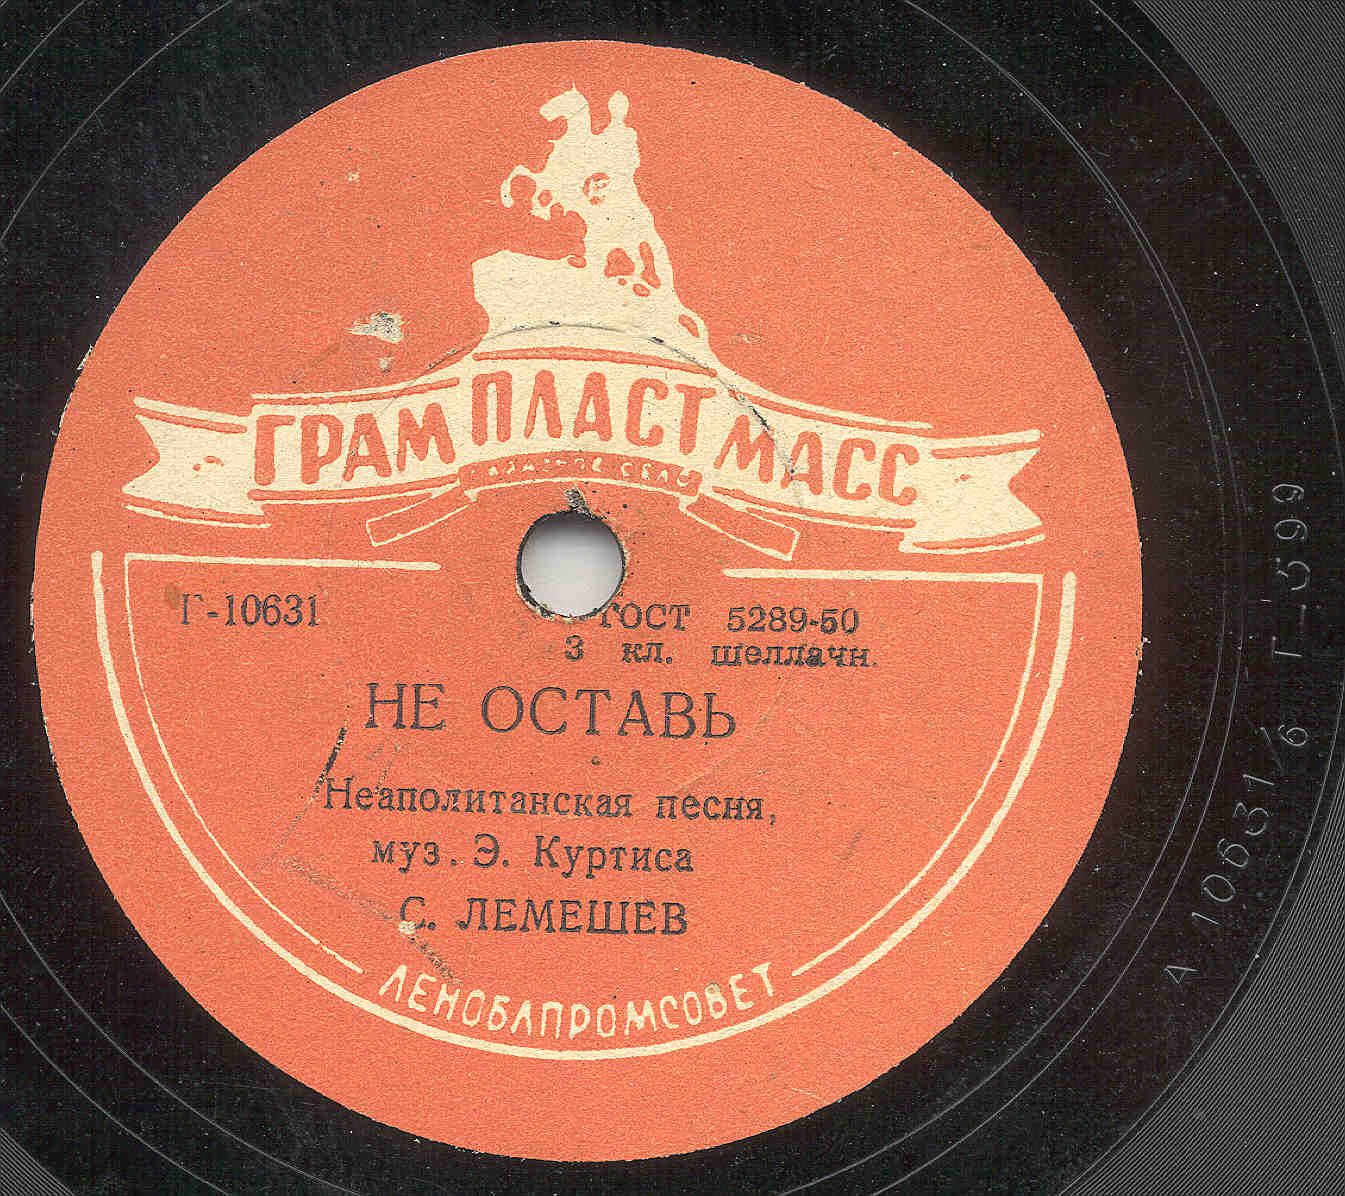 ГРАМПЛАСТМАСС
Г-10631
ГОСТ 5289-50
3 кл. шеллачн.
НЕ ОСТАВЬ
Неаполитанская песня,
муз. Э. Куртиса
С. ЛЕМЕШЕВ
ЛЕНОБЛПРОМСОВЕТ
А 10631/6 Т-599